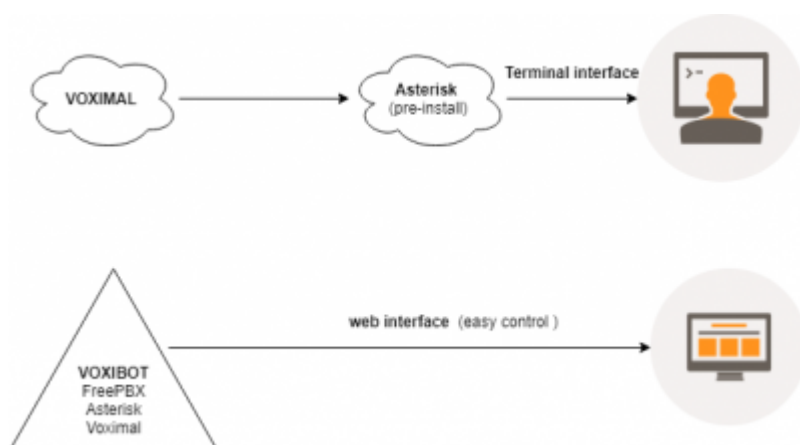 VOXIMAL
Asterisk
(pre-install)
Terminal interface
web interface (easy control )
VOXIBOT
FreePBX
Asterisk
Voximal